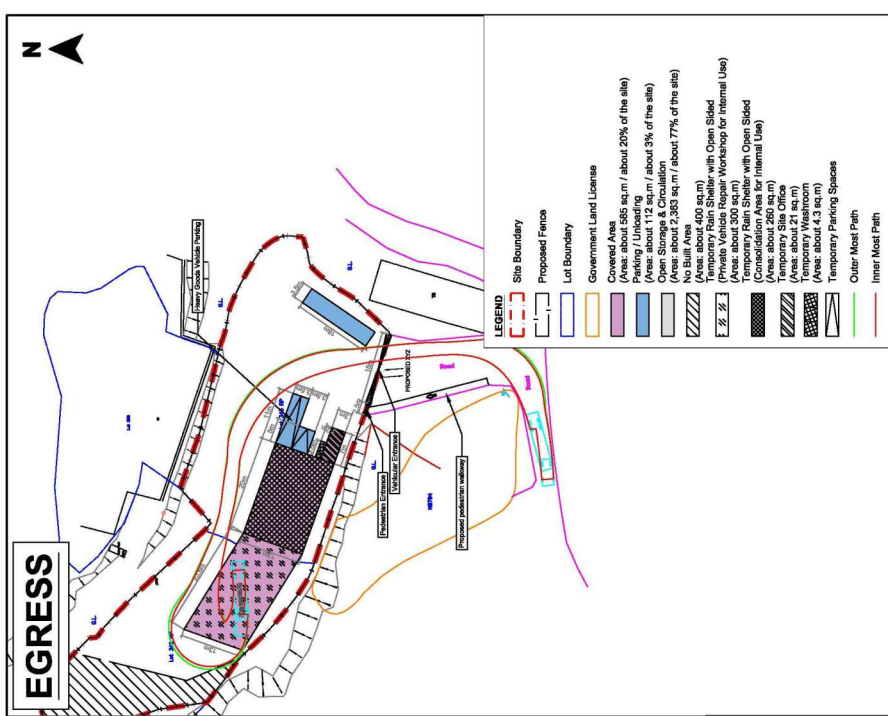 EGRESS
N
Heavy Goods Vehicle Parking
G.L.
G.L.
G.L.
G.L.
Pedestrian Entrance
Vehicular Entrance
Proposed pedestrian walkway
Road
Road
20m
12m
LEGEND
Site Boundary
Proposed Fence
Lot Boundary
Government Land License
Covered Area
(Area: about 585 sq.m / about 20% of the site)
Parking / Unloading
(Area: about 112 sq.m / about 3% of the site)
Open Storage & Circulation
(Area: about 2,383 sq.m / about 77% of the site)
No Built Area
(Area: about 400 sq.m)
Temporary Rain Shelter with Open Sided
(Private Vehicle Repair Workshop for Internal Use)
(Area: about 300 sq.m)
Temporary Rain Shelter with Open Sided
(Consolidation Area for Internal Use)
(Area: about 260 sq.m)
Temporary Site Office
(Area: about 21 sq.m)
Temporary Washroom
(Area: about 4.3 sq.m)
Temporary Parking Spaces
Outer Most Path
Inner Most Path